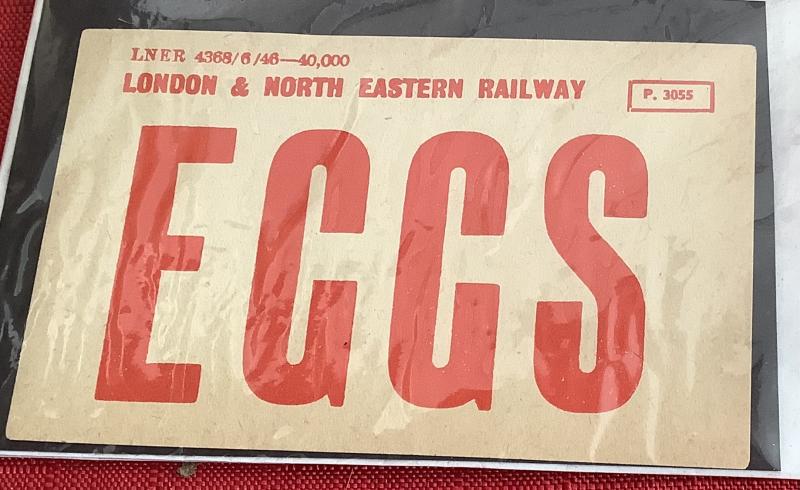 LNER 4368/6/46—40,000
LONDON & NORTH EASTERN RAILWAY
P. 3055
EGGS